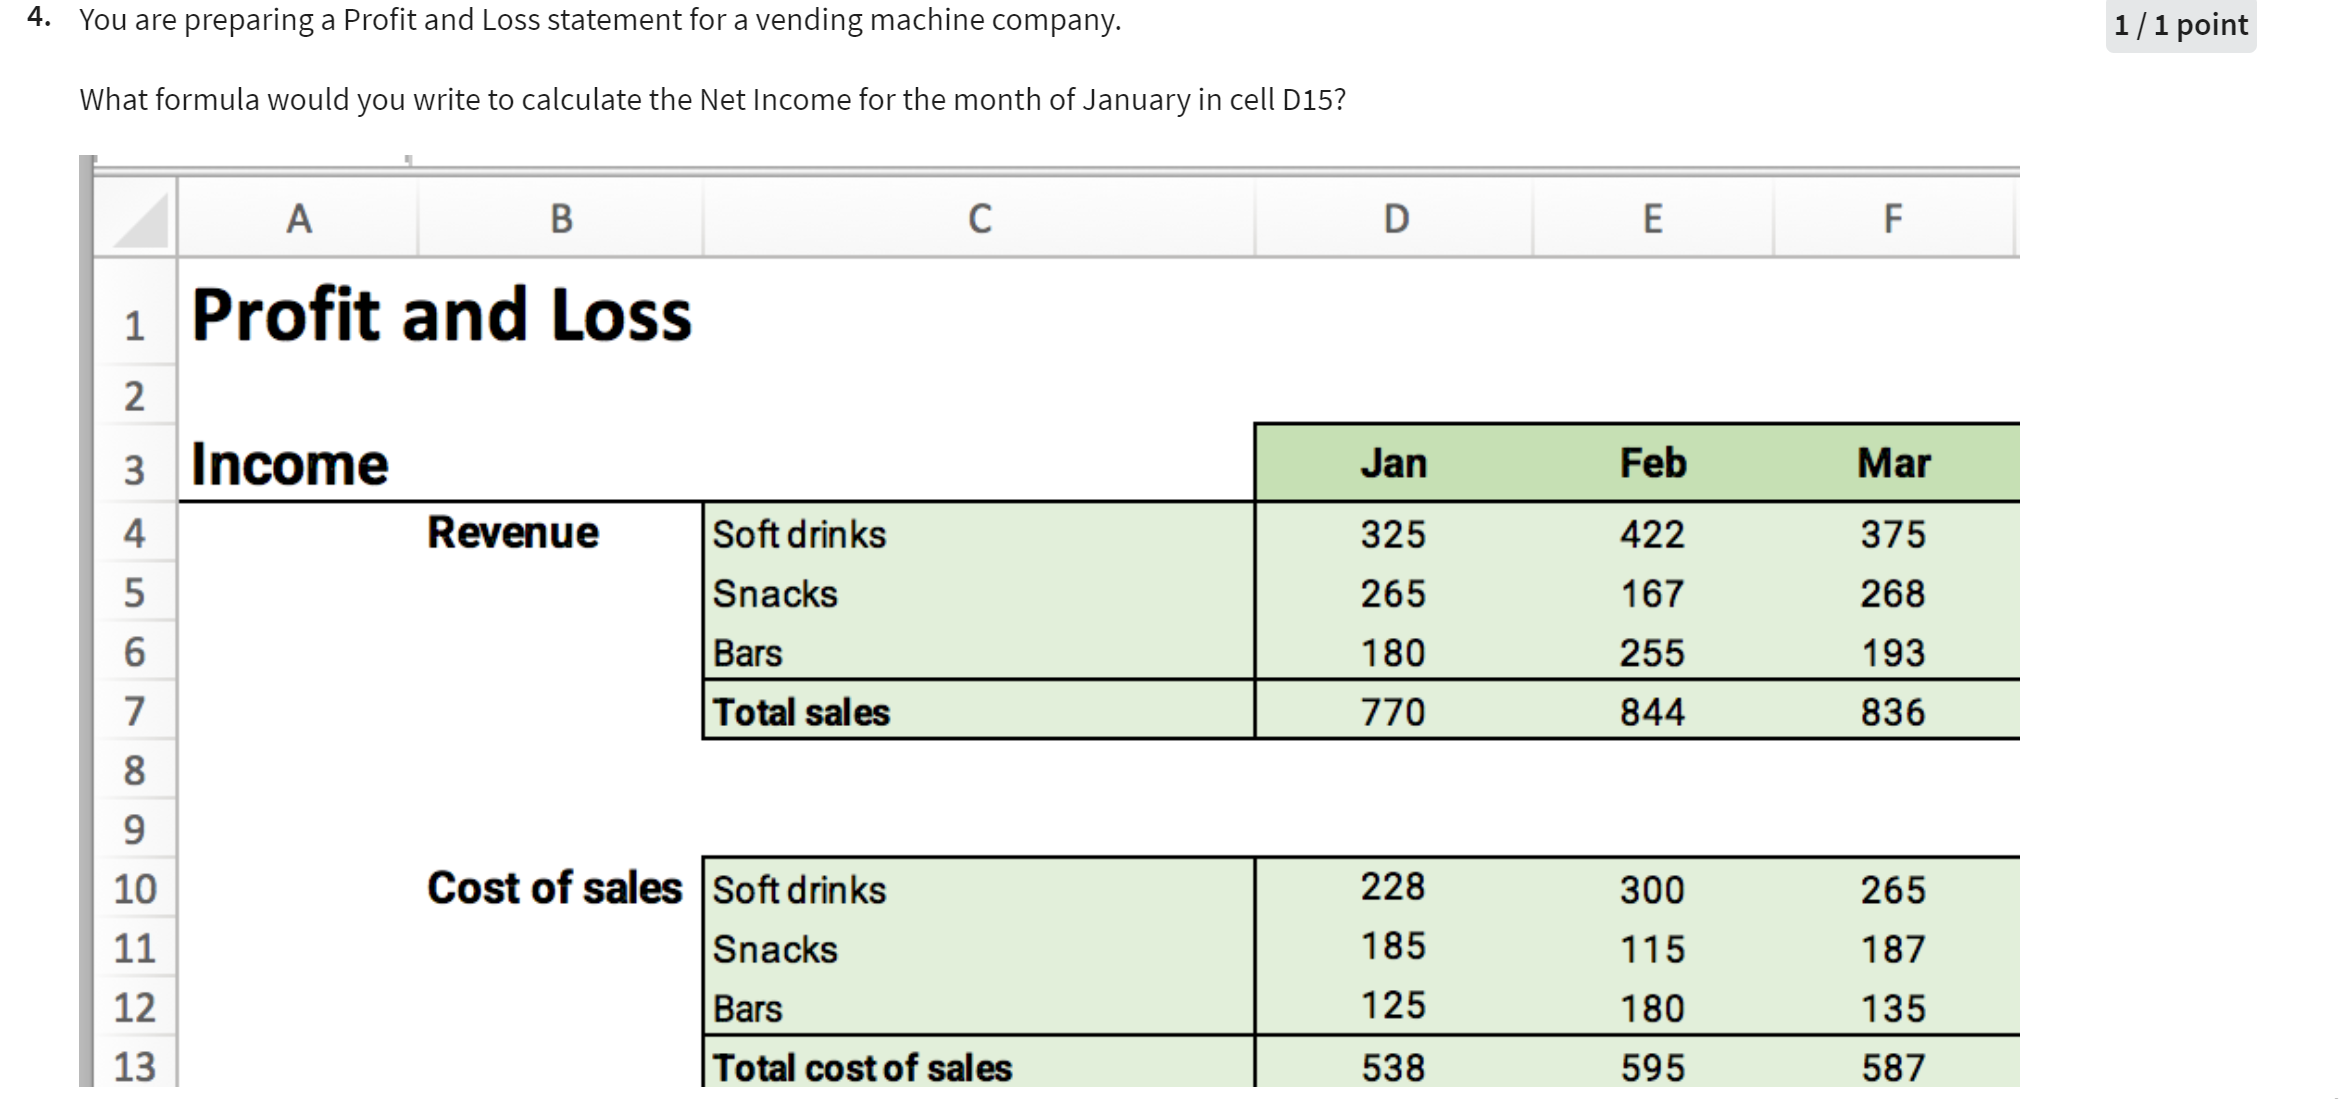 4. You are preparing a Profit and Loss statement for a vending machine company.
1 / 1 point
What formula would you write to calculate the Net Income for the month of January in cell D15?
A B C D E F
1 Profit and Loss
2
3 Income Jan Feb Mar
4 Revenue Soft drinks 325 422 375
5 Snacks 265 167 268
6 Bars 180 255 193
7 Total sales 770 844 836
8
9
10 Cost of sales Soft drinks 228 300 265
11 Snacks 185 115 187
12 Bars 125 180 135
13 Total cost of sales 538 595 587